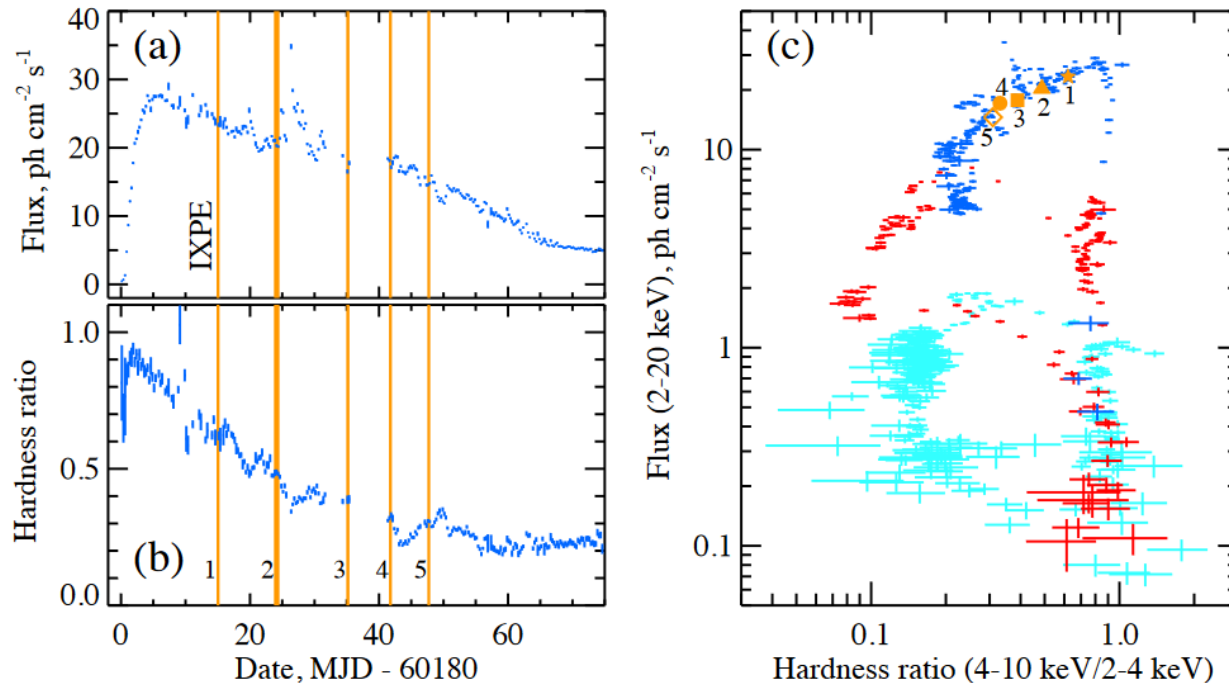 (a)
40
30
20
10
0
Flux, ph cm⁻² s⁻¹
IXPE
(b)
1.0
0.5
0.0
Hardness ratio
1 2 3 4 5
0 20 40 60
Date, MJD - 60180
(c)
10
1
0.1
Flux (2-20 keV), ph cm⁻² s⁻¹
4
1
2
3
5
0.1 1.0
Hardness ratio (4-10 keV/2-4 keV)